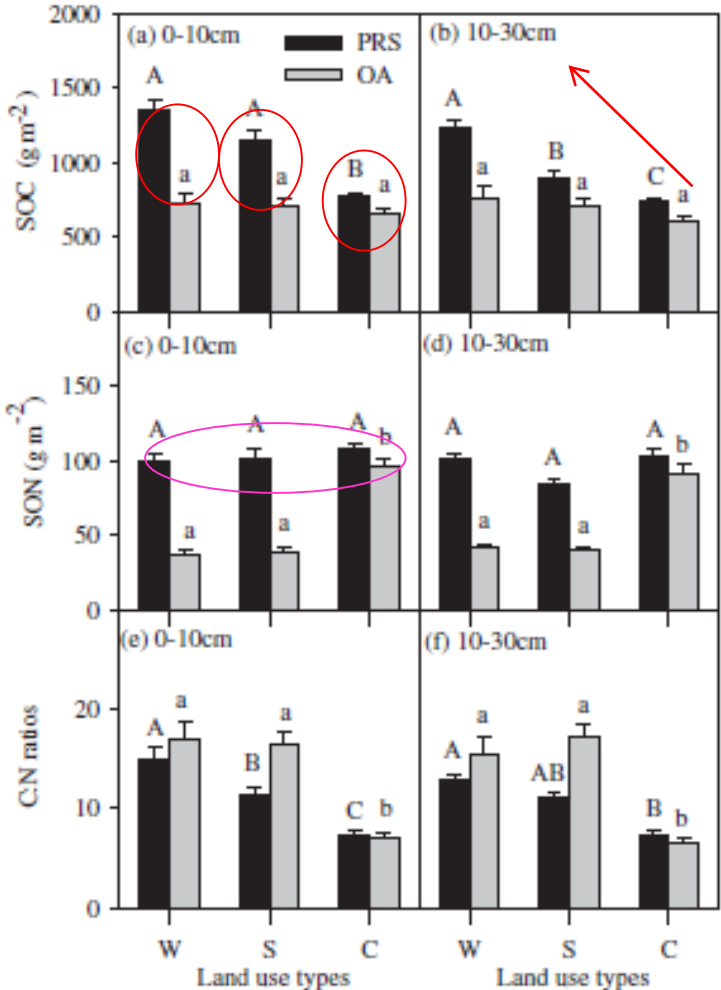 2000
(a) 0-10cm
PRS
OA
(b) 10-30cm
A
A
B
a
a
a
A
B
C
a
a
a
1500
1000
500
0
SOC (g m-2)
(c) 0-10cm
(d) 10-30cm
A
A
A
a
a
b
A
A
A
a
a
b
150
100
50
0
SON (g m-2)
(e) 0-10cm
(f) 10-30cm
A
B
C
a
a
b
A
AB
B
a
a
b
20
10
0
C:N ratios
W
S
C
W
S
C
Land use types
Land use types